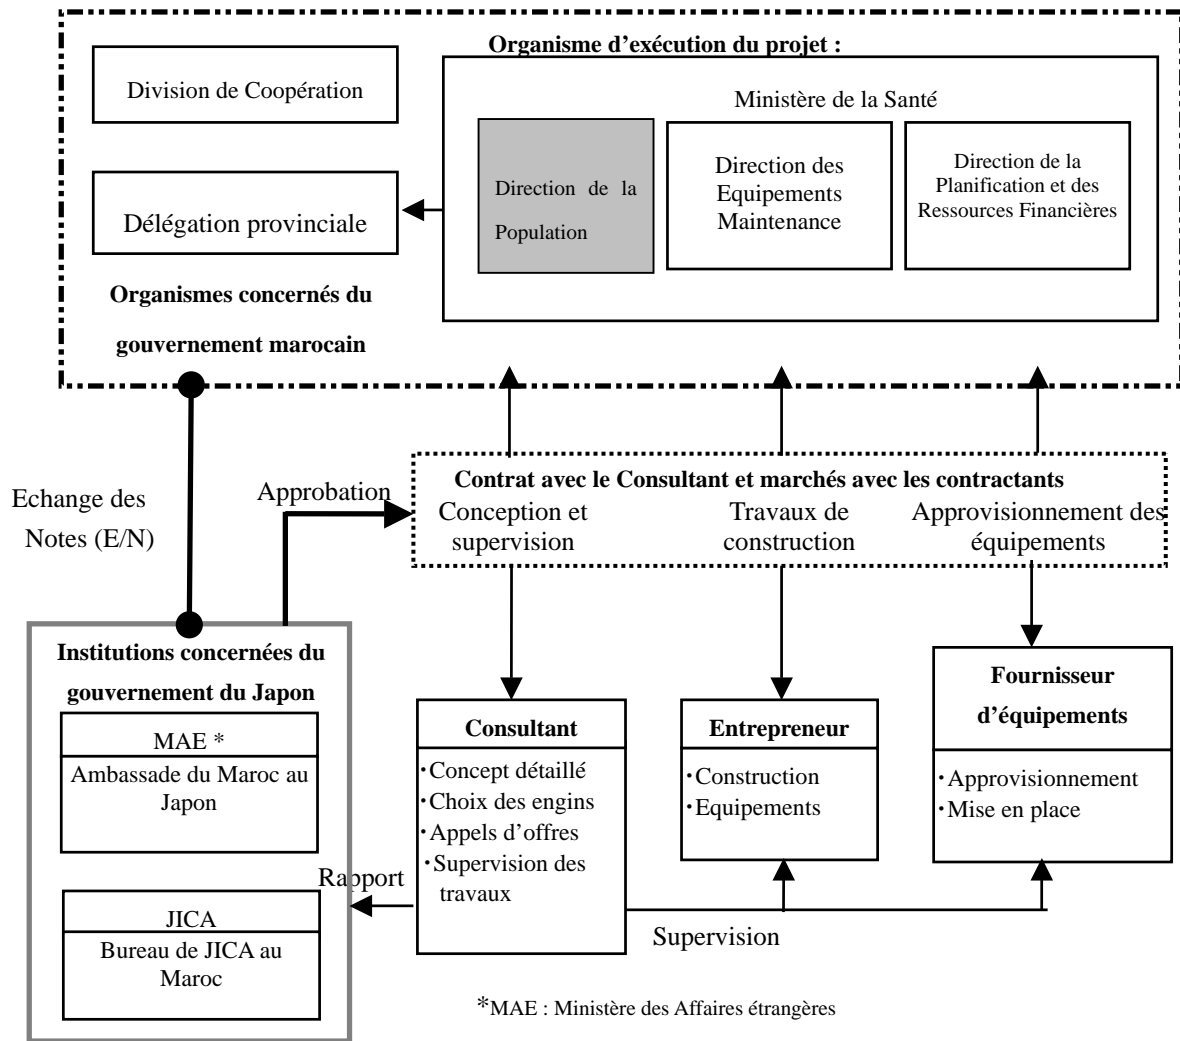 Organisme d’exécution du projet :
Division de Coopération
Ministère de la Santé
Direction de la
Population
Direction des
Equipements
Maintenance
Direction de la
Planification et des
Ressources Financières
Délégation provinciale
Organismes concernés du
gouvernement marocain
Echange des
Notes (E/N)
Approbation
Contrat avec le Consultant et marchés avec les contractants
Conception et
supervision
Travaux de
construction
Approvisionnement des
équipements
Institutions concernées du
gouvernement du Japon
MAE *
Ambassade du Maroc au
Japon
JICA
Bureau de JICA au
Maroc
Rapport
Consultant
・Concept détaillé
・Choix des engins
・Appels d’offres
・Supervision des
travaux
Entrepreneur
・Construction
・Equipements
Fournisseur
d’équipements
・Approvisionnement
・Mise en place
Supervision
*MAE : Ministère des Affaires étrangères